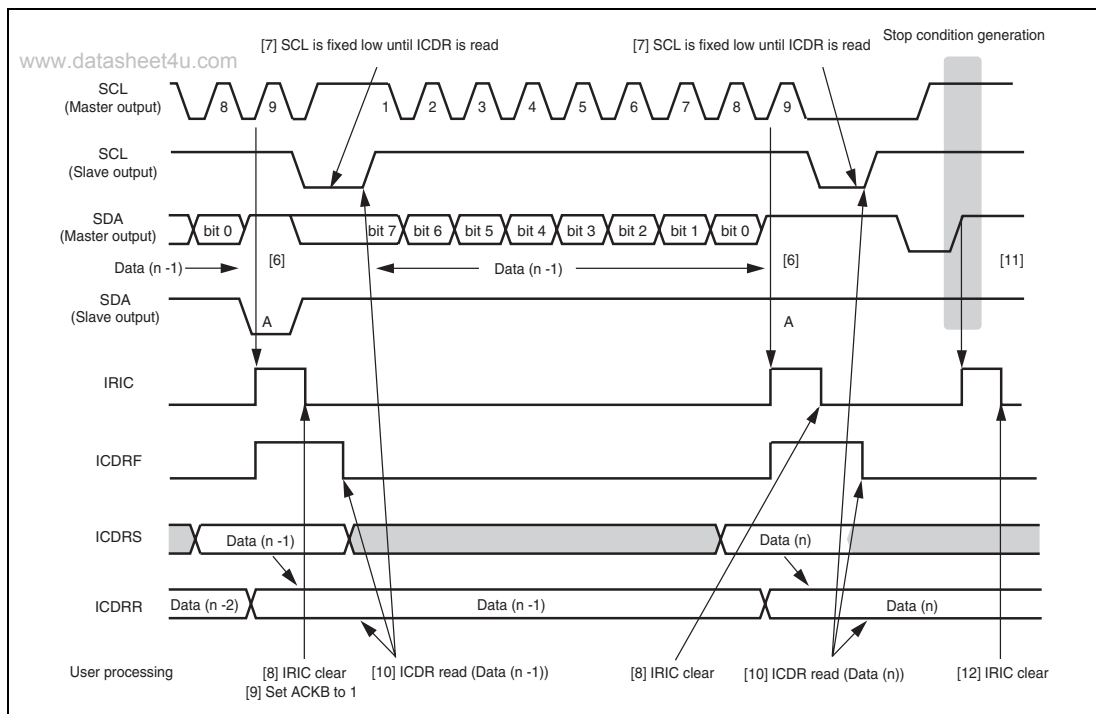 [7] SCL is fixed low until ICDR is read
[7] SCL is fixed low until ICDR is read
Stop condition generation
www.datasheet4u.com
SCL
(Master output)
8
9
1
2
3
4
5
6
7
8
9
SCL
(Slave output)
SDA
(Master output)
bit 0
bit 7
bit 6
bit 5
bit 4
bit 3
bit 2
bit 1
bit 0
Data (n -1)
[6]
Data (n -1)
[6]
[11]
SDA
(Slave output)
A
A
IRIC
ICDRF
ICDRS
Data (n -1)
Data (n)
ICDRR
Data (n -2)
Data (n -1)
Data (n)
User processing
[8] IRIC clear
[9] Set ACKB to 1
[10] ICDR read (Data (n -1))
[8] IRIC clear
[10] ICDR read (Data (n))
[12] IRIC clear